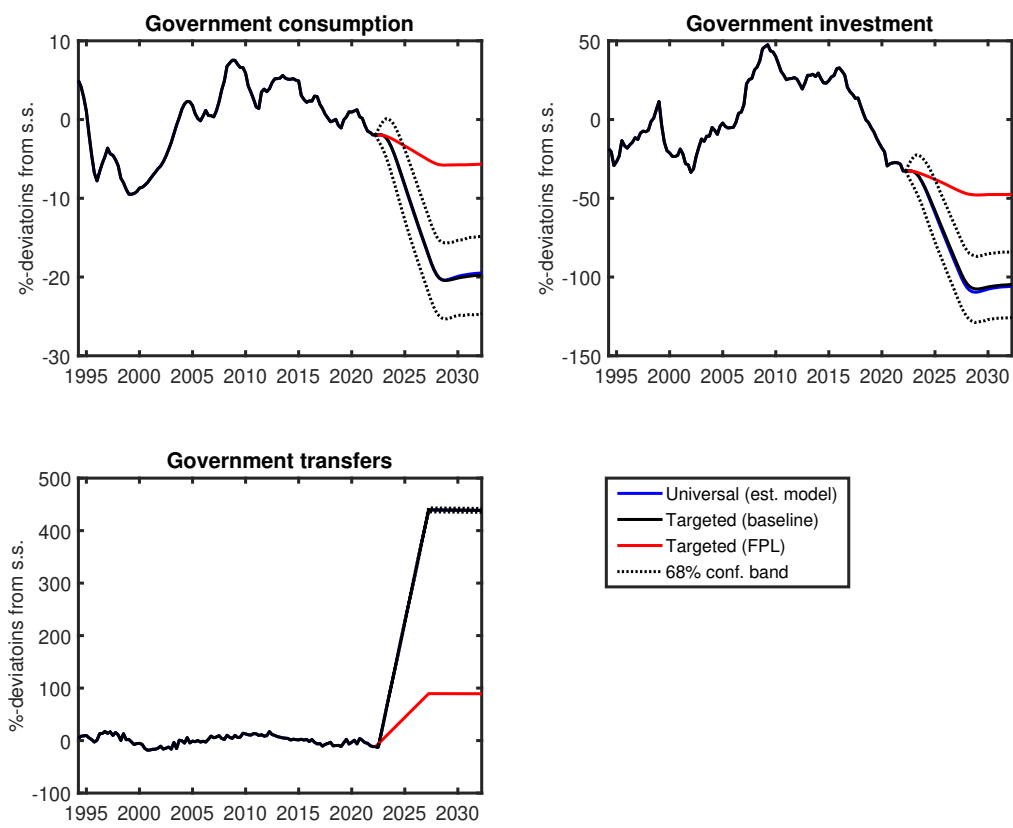 Government consumption
%-deviatoins from s.s.
10
0
-10
-20
-30
1995 2000 2005 2010 2015 2020 2025 2030
Government investment
%-deviatoins from s.s.
50
0
-50
-100
-150
1995 2000 2005 2010 2015 2020 2025 2030
Government transfers
%-deviatoins from s.s.
500
400
300
200
100
0
-100
1995 2000 2005 2010 2015 2020 2025 2030
Universal (est. model)
Targeted (baseline)
Targeted (FPL)
68% conf. band